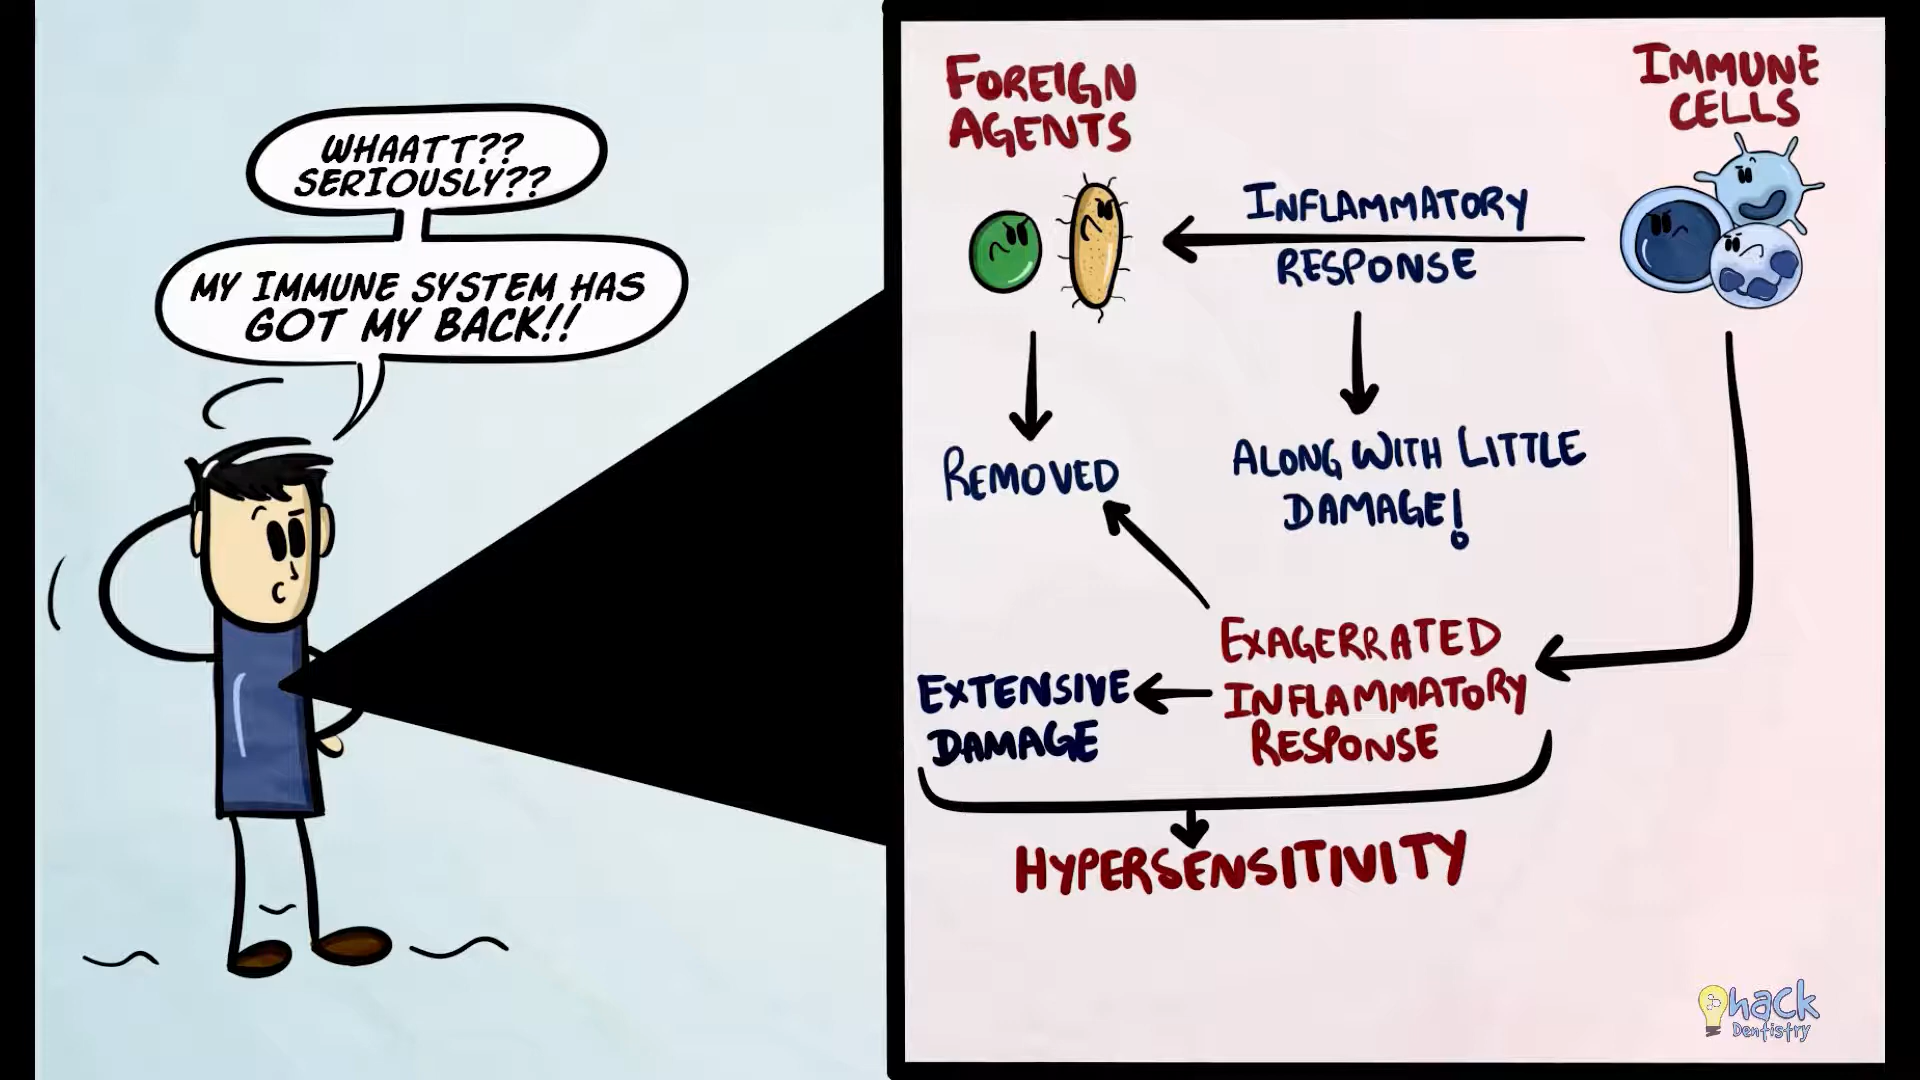 WHAATT??
SERIOUSLY??
MY IMMUNE SYSTEM HAS
GOT MY BACK!!
FOREIGN
AGENTS
IMMUNE
CELLS
INFLAMMATORY
RESPONSE
REMOVED
ALONG WITH LITTLE
DAMAGE!
EXAGERRATED
INFLAMMATORY
RESPONSE
EXTENSIVE
DAMAGE
HYPERSENSITIVITY
hack
Dentistry